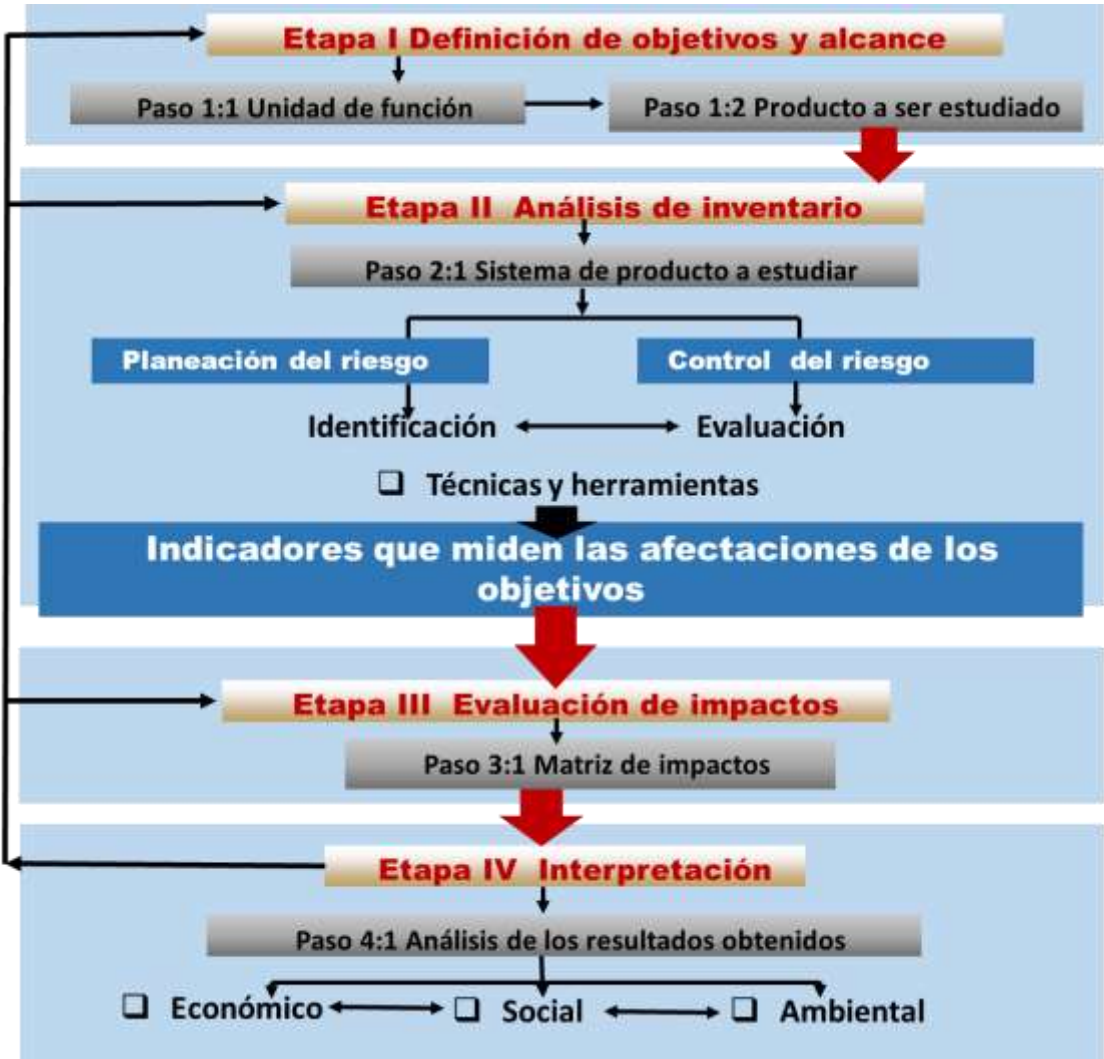 Etapa I Definición de objetivos y alcance
Paso 1:1 Unidad de función
Paso 1:2 Producto a ser estudiado
Etapa II Análisis de inventario
Paso 2:1 Sistema de producto a estudiar
Planeación del riesgo
Control del riesgo
Identificación
Evaluación
Técnicas y herramientas
Indicadores que miden las afectaciones de los
objetivos
Etapa III Evaluación de impactos
Paso 3:1 Matriz de impactos
Etapa IV Interpretación
Paso 4:1 Análisis de los resultados obtenidos
Económico
Social
Ambiental